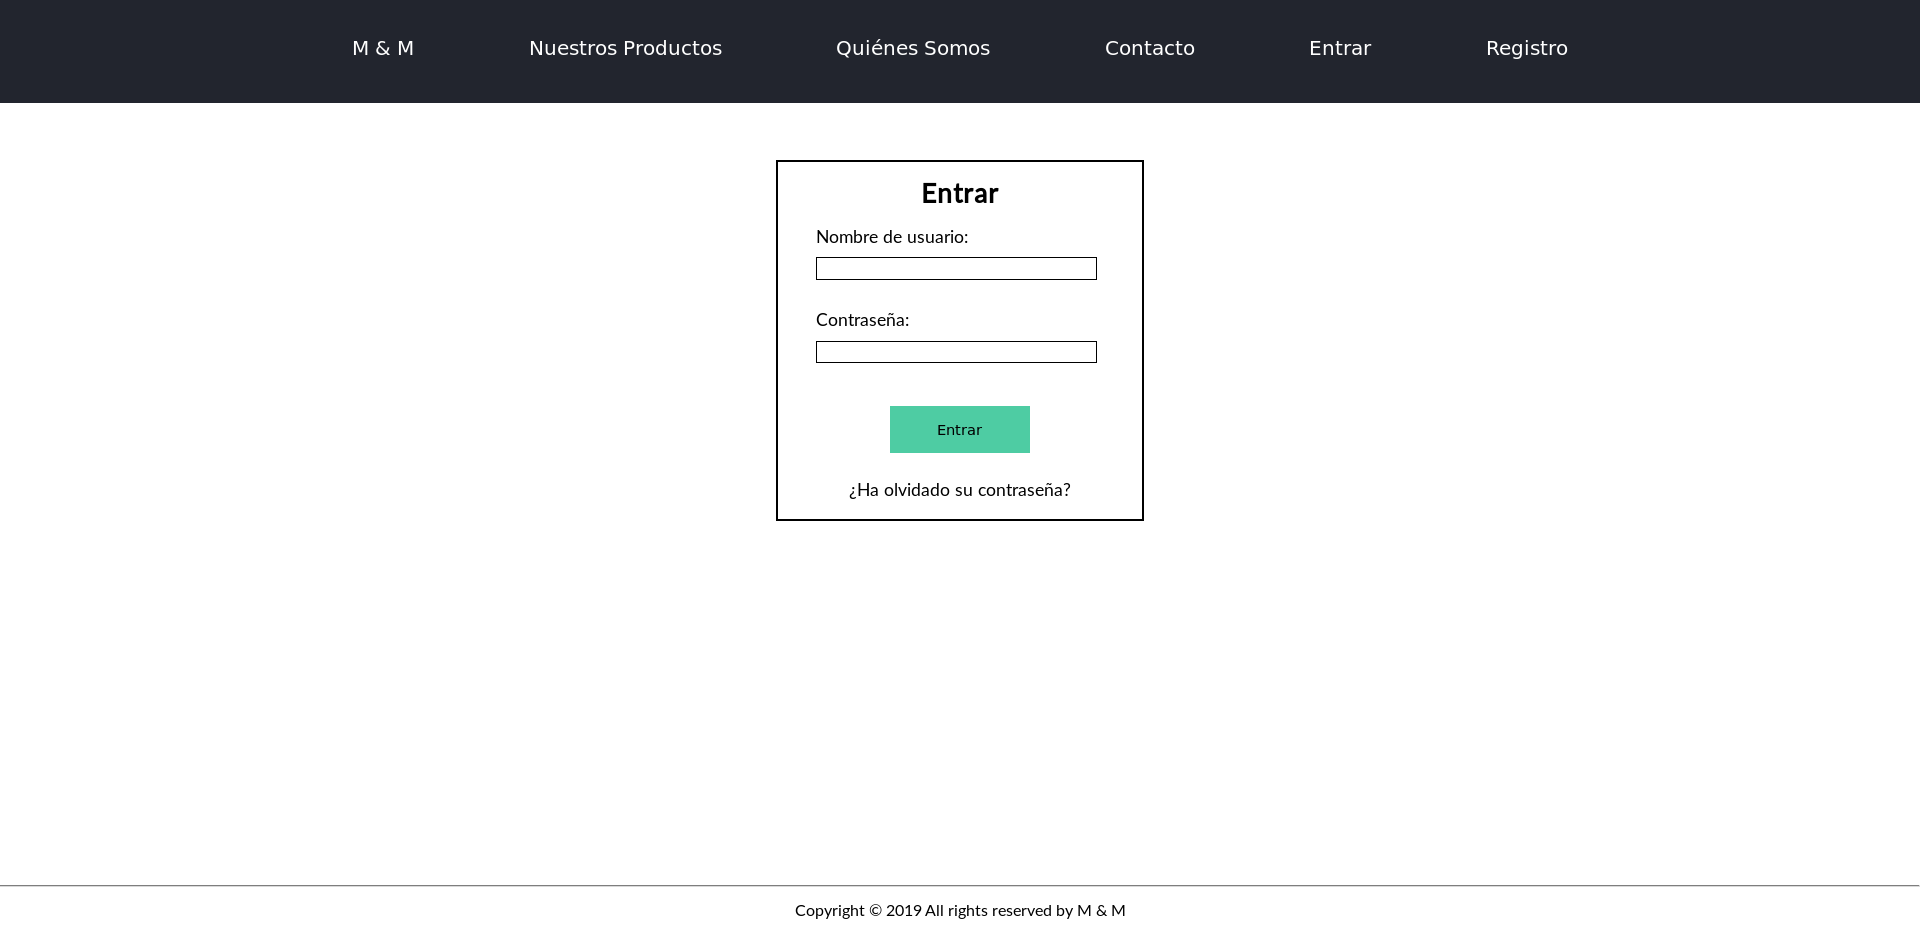 M & M Nuestros Productos Quiénes Somos Contacto Entrar Registro
Entrar
Nombre de usuario:
Contraseña:
Entrar
¿Ha olvidado su contraseña?
Copyright © 2019 All rights reserved by M & M